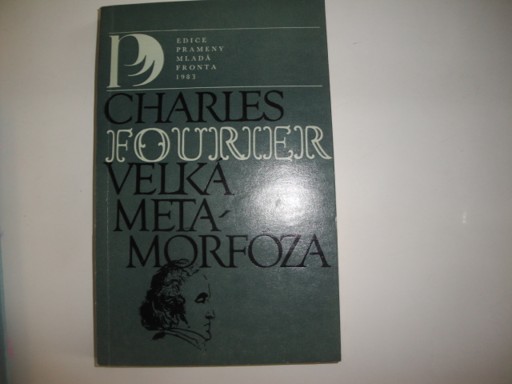 P
EDICE
PRAMENY
MLADÁ
FRONTA
1983
CHARLES
FOURIER
VELKÁ
META-
MORFÓZA